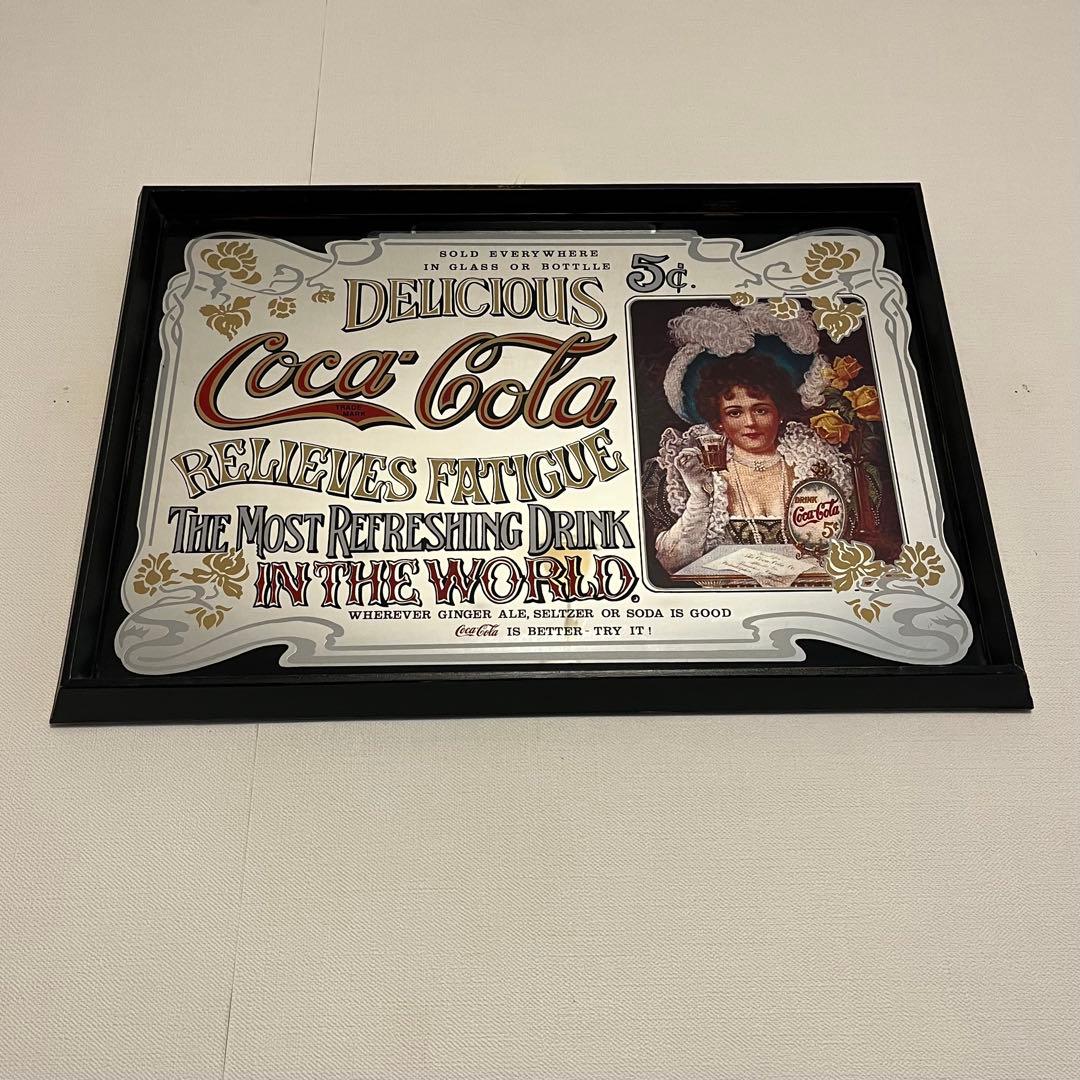 SOLD EVERYWHERE
IN GLASS OR BOTTLLE
5¢.
DELICIOUS
Coca-Cola
TRADE
MARK
RELIEVES FATIGUE
THE MOST REFRESHING DRINK
IN THE WORLD.
WHEREVER GINGER ALE, SELTZER OR SODA IS GOOD
Coca-Cola IS BETTER - TRY IT!
DRINK
Coca-Cola
5¢